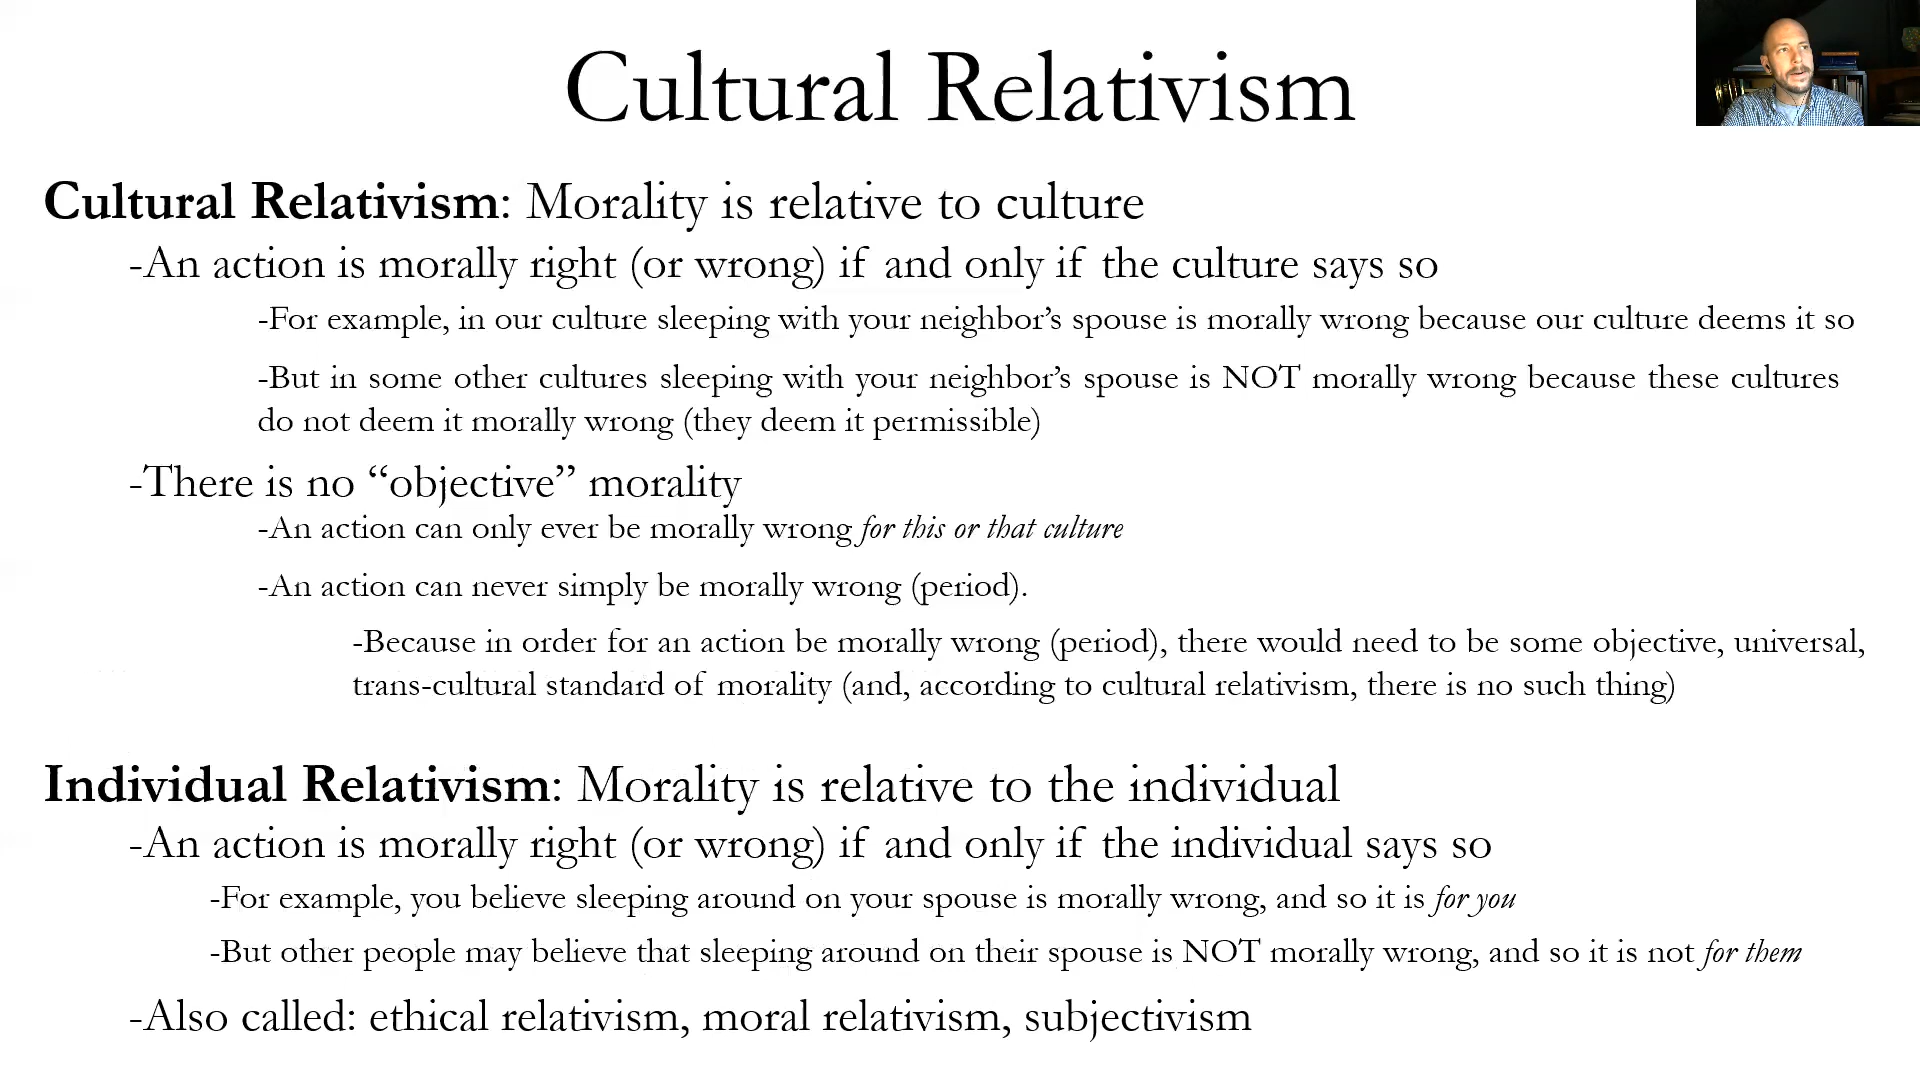 Cultural Relativism
Cultural Relativism: Morality is relative to culture
-An action is morally right (or wrong) if and only if the culture says so
-For example, in our culture sleeping with your neighbor’s spouse is morally wrong because our culture deems it so
-But in some other cultures sleeping with your neighbor’s spouse is NOT morally wrong because these cultures
do not deem it morally wrong (they deem it permissible)
-There is no “objective” morality
-An action can only ever be morally wrong for this or that culture
-An action can never simply be morally wrong (period).
-Because in order for an action be morally wrong (period), there would need to be some objective, universal,
trans-cultural standard of morality (and, according to cultural relativism, there is no such thing)
Individual Relativism: Morality is relative to the individual
-An action is morally right (or wrong) if and only if the individual says so
-For example, you believe sleeping around on your spouse is morally wrong, and so it is for you
-But other people may believe that sleeping around on their spouse is NOT morally wrong, and so it is not for them
-Also called: ethical relativism, moral relativism, subjectivism